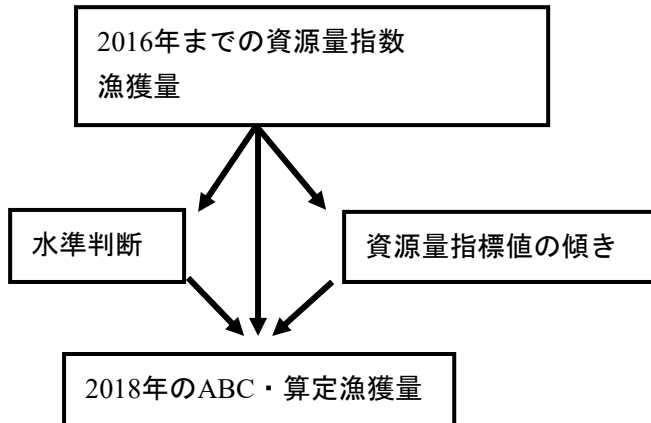 2016年までの資源量指数
漁獲量
水準判断
資源量指標値の傾き
2018年のABC・算定漁獲量